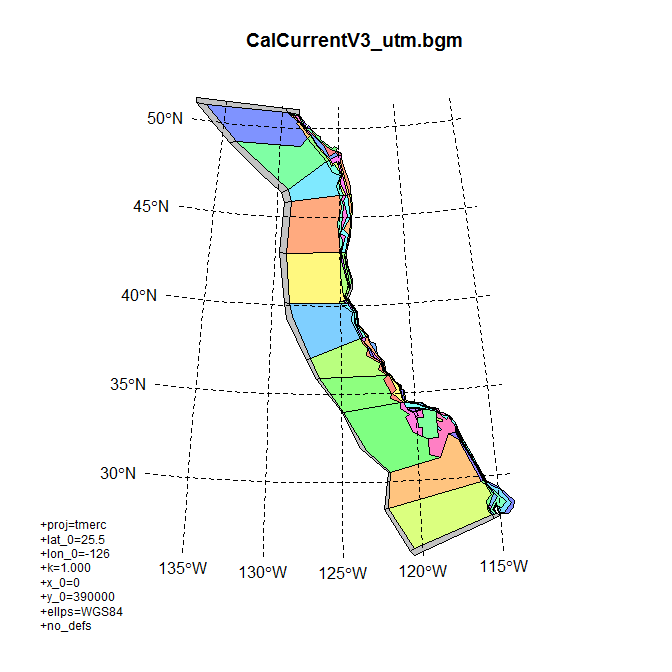 CalCurrentV3_utm.bgm
50°N
45°N
40°N
35°N
30°N
+proj=tmerc
+lat_0=25.5
+lon_0=-126
+k=1.000
+x_0=0
+y_0=390000
+ellps=WGS84
+no_defs
135°W 130°W 125°W 120°W 115°W